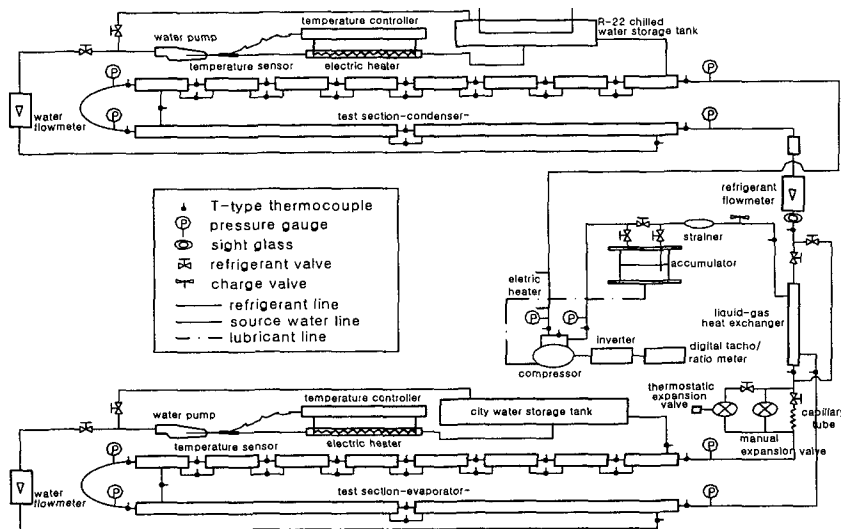 temperature controller
water pump
R-22 chilled
water storage tank
temperature sensor
electric heater
P
P
water
flowmeter
P
test section-condenser-
P
refrigerant
flowmeter
T-type thermocouple
P pressure gauge
sight glass
refrigerant valve
charge valve
refrigerant line
source water line
lubricant line
strainer
accumulator
eletric
heater
P
P
liquid-gas
heat exchanger
inverter
digital tacho/
ratio meter
compressor
thermostatic
expansion
valve
capillary
tube
manual
expansion valve
temperature controller
water pump
city water storage tank
temperature sensor
electric heater
P
P
water
flowmeter
P
test section-evaporator-
P